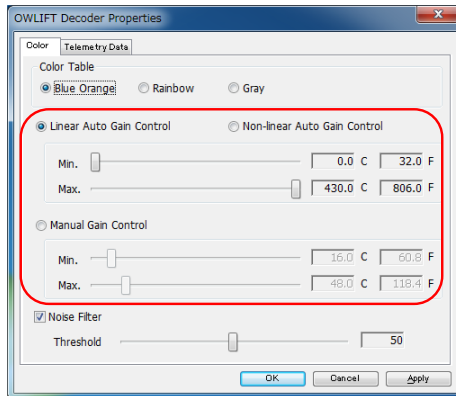 OWLIFT Decoder Properties
Color Telemetry Data
Color Table
Blue Orange Rainbow Gray
Linear Auto Gain Control Non-linear Auto Gain Control
Min. 0.0 C 32.0 F
Max. 430.0 C 806.0 F
Manual Gain Control
Min. 16.0 C 60.8 F
Max. 48.0 C 118.4 F
Noise Filter
Threshold 50
OK Cancel Apply